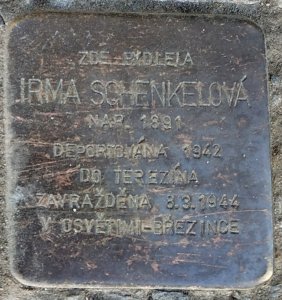 ZDE BYDLELA
IRMA SCHENKELOVÁ
NAR. 1891
DEPORTOVÁNA 1942
DO TEREZÍNA
ZAVRAŽDĚNA 8.3.1944
V OSVĚTIMI-BŘEZINCE